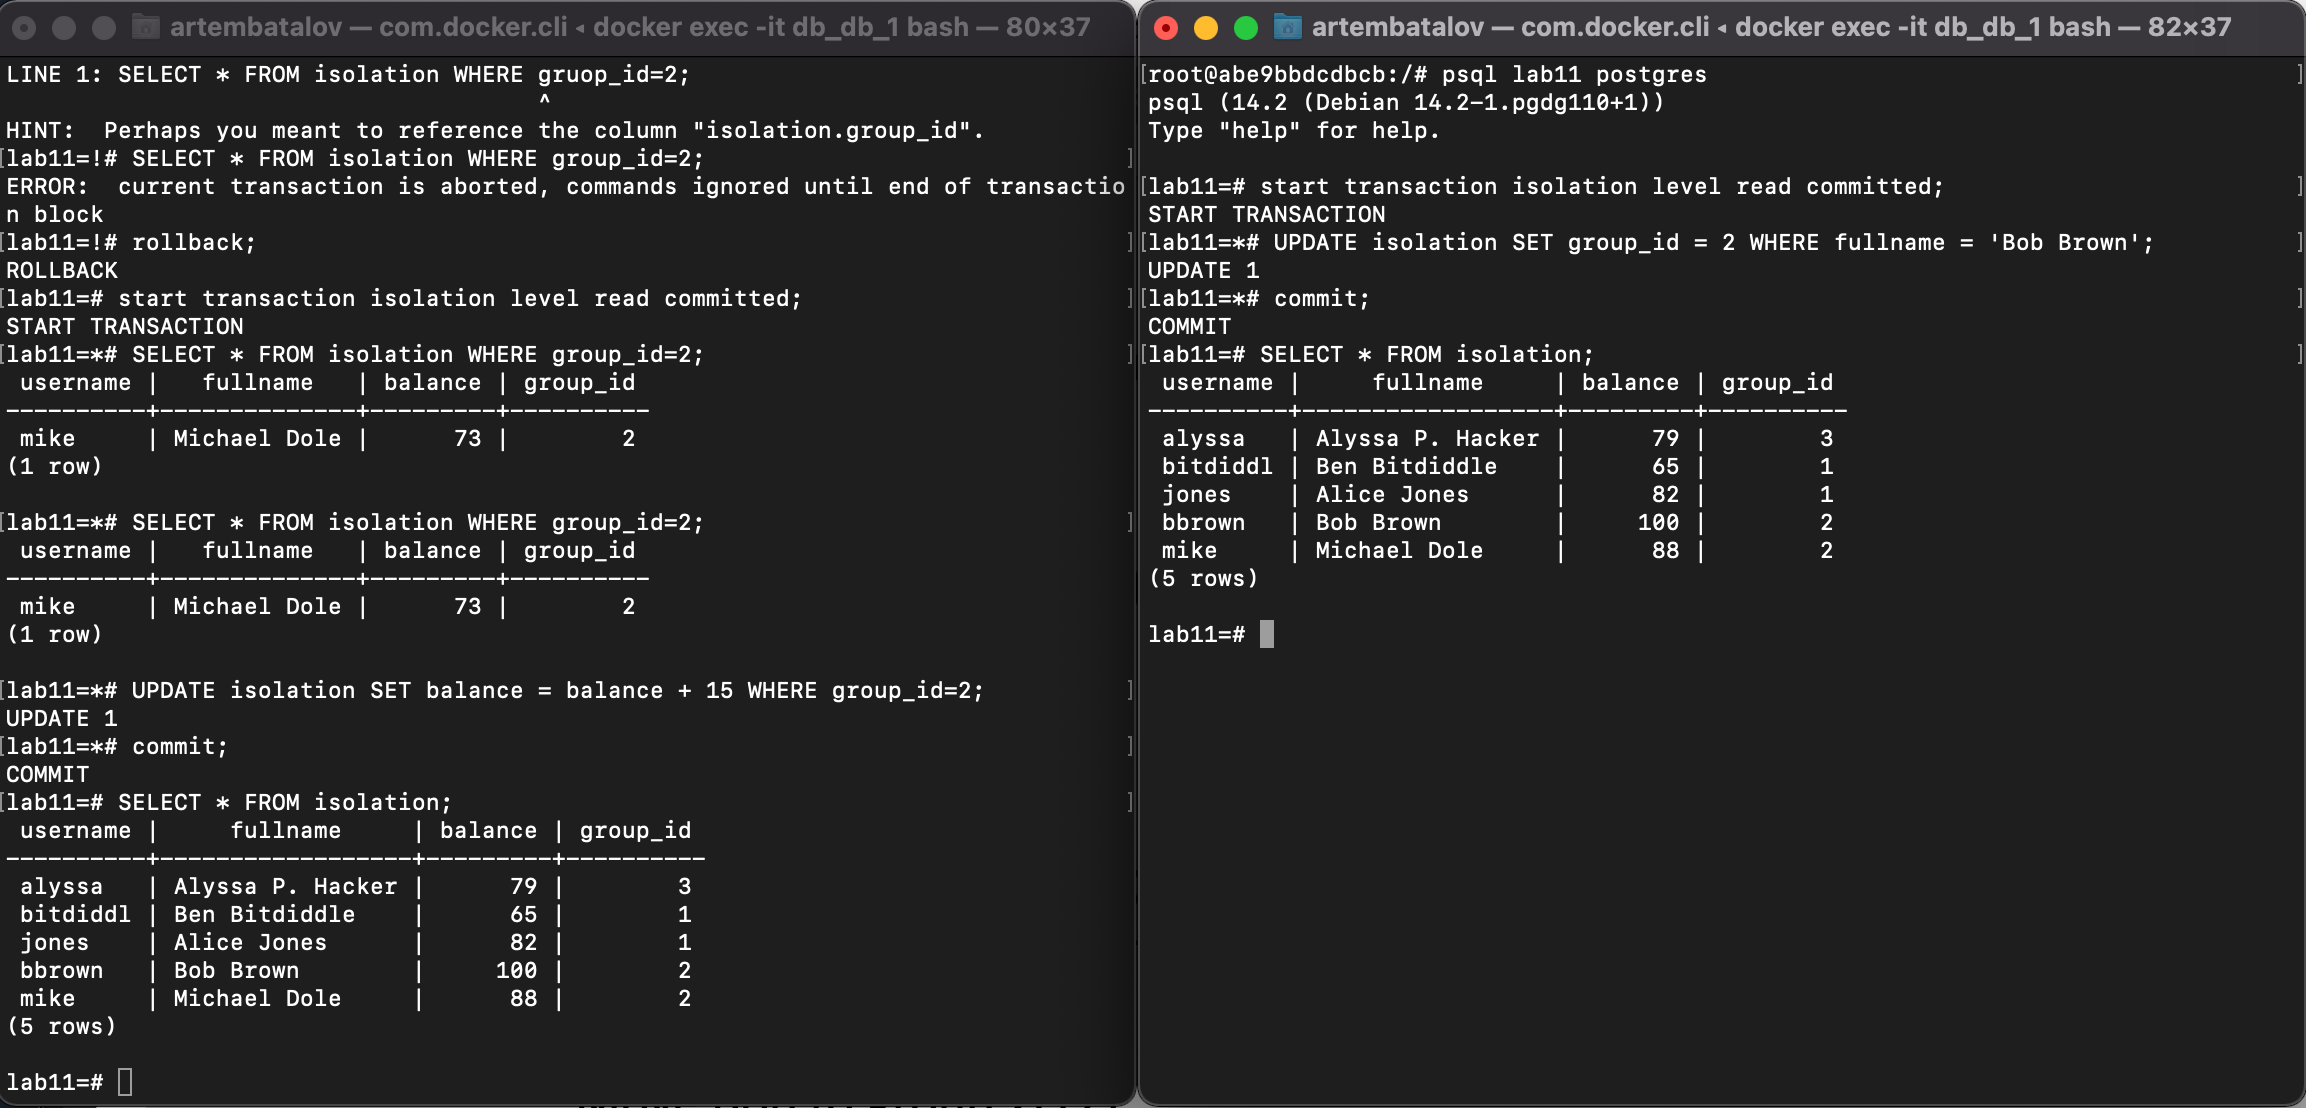 artembatalov — com.docker.cli ◂ docker exec -it db_db_1 bash — 80×37
LINE 1: SELECT * FROM isolation WHERE gruop_id=2;
                                      ^
HINT:  Perhaps you meant to reference the column "isolation.group_id".
[lab11=!# SELECT * FROM isolation WHERE group_id=2; ]
ERROR:  current transaction is aborted, commands ignored until end of transactio
n block
[lab11=!# rollback; ]
ROLLBACK
[lab11=# start transaction isolation level read committed; ]
START TRANSACTION
[lab11=*# SELECT * FROM isolation WHERE group_id=2; ]
 username |   fullname   | balance | group_id
----------+--------------+---------+----------
 mike     | Michael Dole |      73 |        2
(1 row)

[lab11=*# SELECT * FROM isolation WHERE group_id=2; ]
 username |   fullname   | balance | group_id
----------+--------------+---------+----------
 mike     | Michael Dole |      73 |        2
(1 row)

[lab11=*# UPDATE isolation SET balance = balance + 15 WHERE group_id=2; ]
UPDATE 1
[lab11=*# commit; ]
COMMIT
[lab11=# SELECT * FROM isolation; ]
 username |     fullname     | balance | group_id
----------+------------------+---------+----------
 alyssa   | Alyssa P. Hacker |      79 |        3
 bitdiddl | Ben Bitdiddle    |      65 |        1
 jones    | Alice Jones      |      82 |        1
 bbrown   | Bob Brown        |     100 |        2
 mike     | Michael Dole     |      88 |        2
(5 rows)

lab11=#
artembatalov — com.docker.cli ◂ docker exec -it db_db_1 bash — 82×37
[root@abe9bbdcdbcb:/# psql lab11 postgres ]
psql (14.2 (Debian 14.2-1.pgdg110+1))
Type "help" for help.

[lab11=# start transaction isolation level read committed; ]
START TRANSACTION
[lab11=*# UPDATE isolation SET group_id = 2 WHERE fullname = 'Bob Brown'; ]
UPDATE 1
[lab11=*# commit; ]
COMMIT
[lab11=# SELECT * FROM isolation; ]
 username |     fullname     | balance | group_id
----------+------------------+---------+----------
 alyssa   | Alyssa P. Hacker |      79 |        3
 bitdiddl | Ben Bitdiddle    |      65 |        1
 jones    | Alice Jones      |      82 |        1
 bbrown   | Bob Brown        |     100 |        2
 mike     | Michael Dole     |      88 |        2
(5 rows)

lab11=#